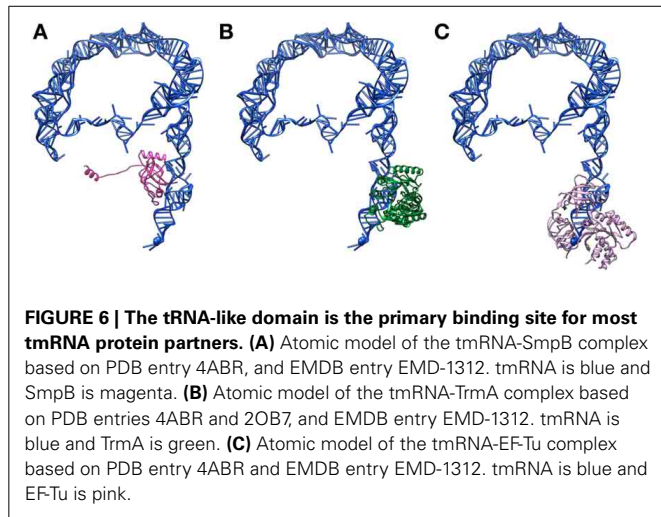 A
B
C
FIGURE 6 | The tRNA-like domain is the primary binding site for most
tmRNA protein partners. (A) Atomic model of the tmRNA-SmpB complex
based on PDB entry 4ABR, and EMDB entry EMD-1312. tmRNA is blue and
SmpB is magenta. (B) Atomic model of the tmRNA-TrmA complex based
on PDB entries 4ABR and 2OB7, and EMDB entry EMD-1312. tmRNA is
blue and TrmA is green. (C) Atomic model of the tmRNA-EF-Tu complex
based on PDB entry 4ABR and EMDB entry EMD-1312. tmRNA is blue and
EF-Tu is pink.